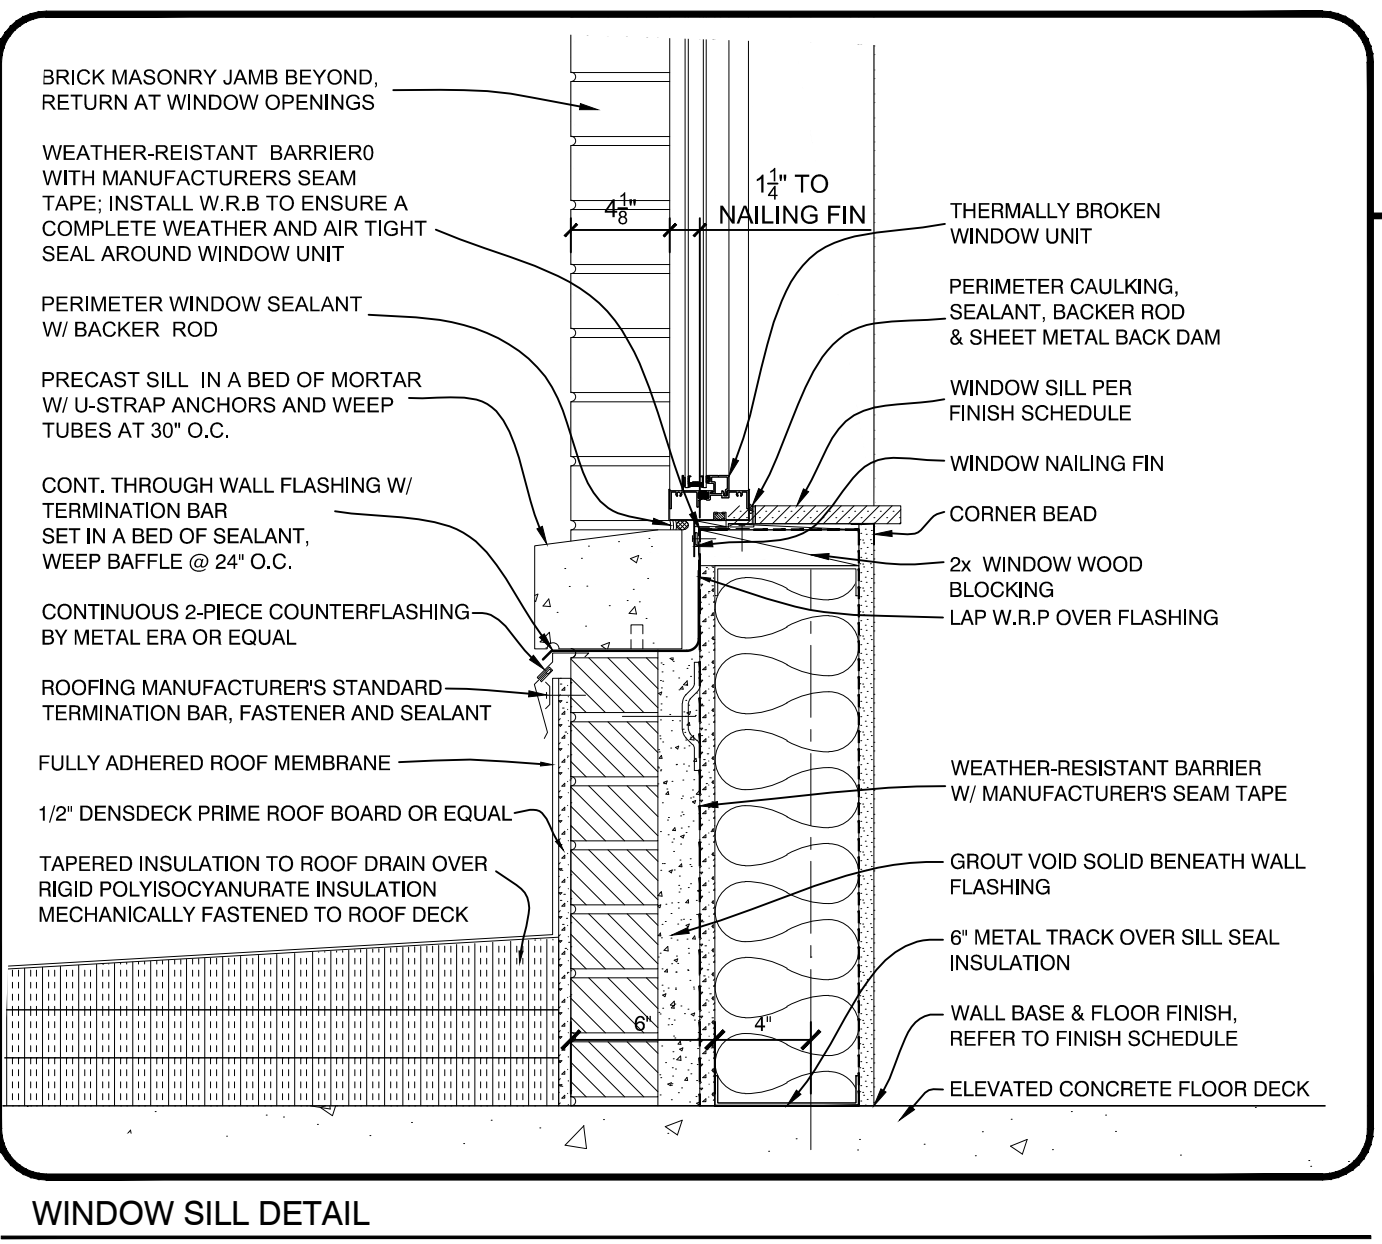 BRICK MASONRY JAMB BEYOND,
RETURN AT WINDOW OPENINGS
WEATHER-REISTANT BARRIER0
WITH MANUFACTURERS SEAM
TAPE; INSTALL W.R.B TO ENSURE A
COMPLETE WEATHER AND AIR TIGHT
SEAL AROUND WINDOW UNIT
PERIMETER WINDOW SEALANT
W/ BACKER ROD
PRECAST SILL IN A BED OF MORTAR
W/ U-STRAP ANCHORS AND WEEP
TUBES AT 30" O.C.
CONT. THROUGH WALL FLASHING W/
TERMINATION BAR
SET IN A BED OF SEALANT,
WEEP BAFFLE @ 24" O.C.
CONTINUOUS 2-PIECE COUNTERFLASHING
BY METAL ERA OR EQUAL
ROOFING MANUFACTURER'S STANDARD
TERMINATION BAR, FASTENER AND SEALANT
FULLY ADHERED ROOF MEMBRANE
1/2" DENSDECK PRIME ROOF BOARD OR EQUAL
TAPERED INSULATION TO ROOF DRAIN OVER
RIGID POLYISOCYANURATE INSULATION
MECHANICALLY FASTENED TO ROOF DECK
4 1/8"
1 1/4" TO
NAILING FIN
6"
4"
THERMALLY BROKEN
WINDOW UNIT
PERIMETER CAULKING,
SEALANT, BACKER ROD
& SHEET METAL BACK DAM
WINDOW SILL PER
FINISH SCHEDULE
WINDOW NAILING FIN
CORNER BEAD
2x WINDOW WOOD
BLOCKING
LAP W.R.P OVER FLASHING
WEATHER-RESISTANT BARRIER
W/ MANUFACTURER'S SEAM TAPE
GROUT VOID SOLID BENEATH WALL
FLASHING
6" METAL TRACK OVER SILL SEAL
INSULATION
WALL BASE & FLOOR FINISH,
REFER TO FINISH SCHEDULE
ELEVATED CONCRETE FLOOR DECK
WINDOW SILL DETAIL